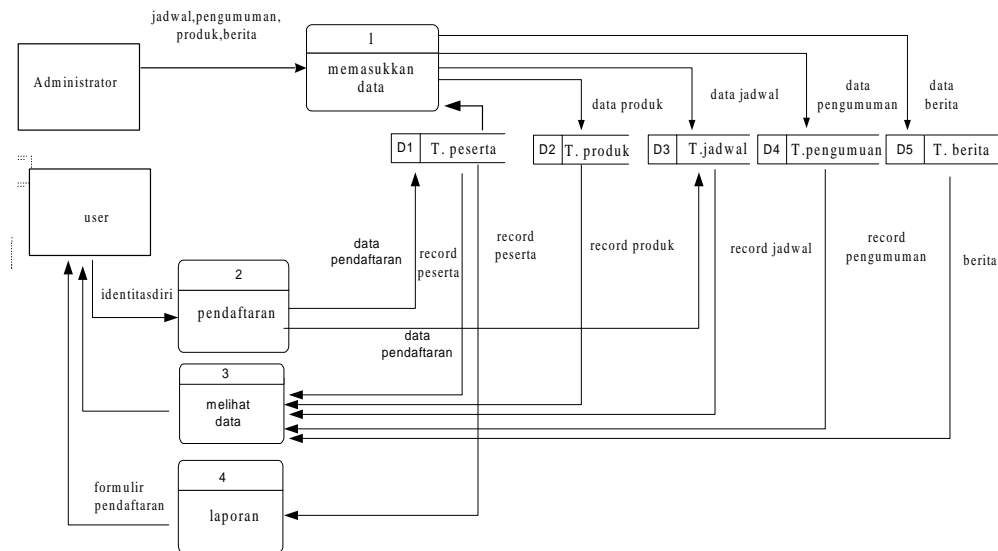 jadwal,pengumuman,
produk,berita
Administrator
1
memasukkan
data
data produk
data jadwal
data
pengumuman
data
berita
D1 T. peserta
D2 T. produk
D3 T.jadwal
D4 T.pengumuan
D5 T. berita
user
data
pendaftaran
record
peserta
record
peserta
record produk
record jadwal
record
pengumuman
berita
identitasdiri
2
pendaftaran
data
pendaftaran
3
melihat
data
4
laporan
formulir
pendaftaran